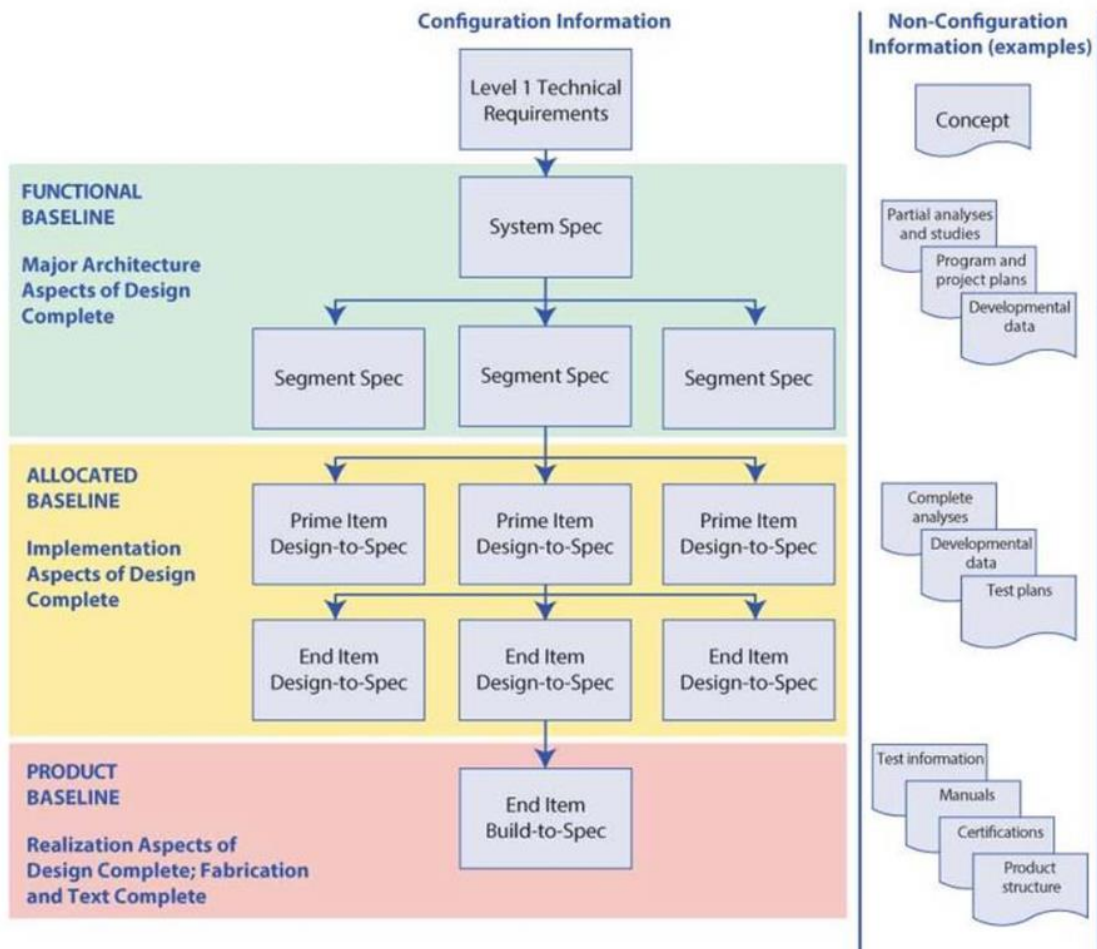 Configuration Information
Non-Configuration
Information (examples)
Level 1 Technical
Requirements
Concept
FUNCTIONAL
BASELINE
Major Architecture
Aspects of Design
Complete
System Spec
Segment Spec
Segment Spec
Segment Spec
Partial analyses
and studies
Program and
project plans
Developmental
data
ALLOCATED
BASELINE
Implementation
Aspects of Design
Complete
Prime Item
Design-to-Spec
Prime Item
Design-to-Spec
Prime Item
Design-to-Spec
End Item
Design-to-Spec
End Item
Design-to-Spec
End Item
Design-to-Spec
Complete
analyses
Developmental
data
Test plans
PRODUCT
BASELINE
Realization Aspects of
Design Complete; Fabrication
and Text Complete
End Item
Build-to-Spec
Test information
Manuals
Certifications
Product
structure